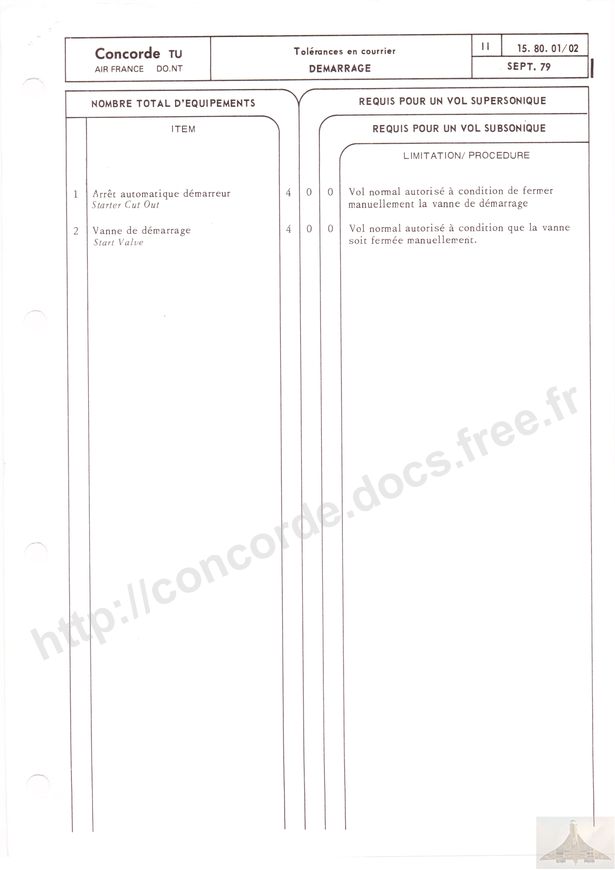 Concorde TU
AIR FRANCE DO.NT
Tolérances en courrier
DEMARRAGE
11
15. 80. 01/02
SEPT. 79
NOMBRE TOTAL D'EQUIPEMENTS
REQUIS POUR UN VOL SUPERSONIQUE
ITEM
REQUIS POUR UN VOL SUBSONIQUE
LIMITATION/ PROCEDURE
1 Arrêt automatique démarreur 4 0 0 Vol normal autorisé à condition de fermer
Starter Cut Out manuellement la vanne de démarrage
2 Vanne de démarrage 4 0 0 Vol normal autorisé à condition que la vanne
Start Valve soit fermée manuellement.
http://concorde.docs.free.fr